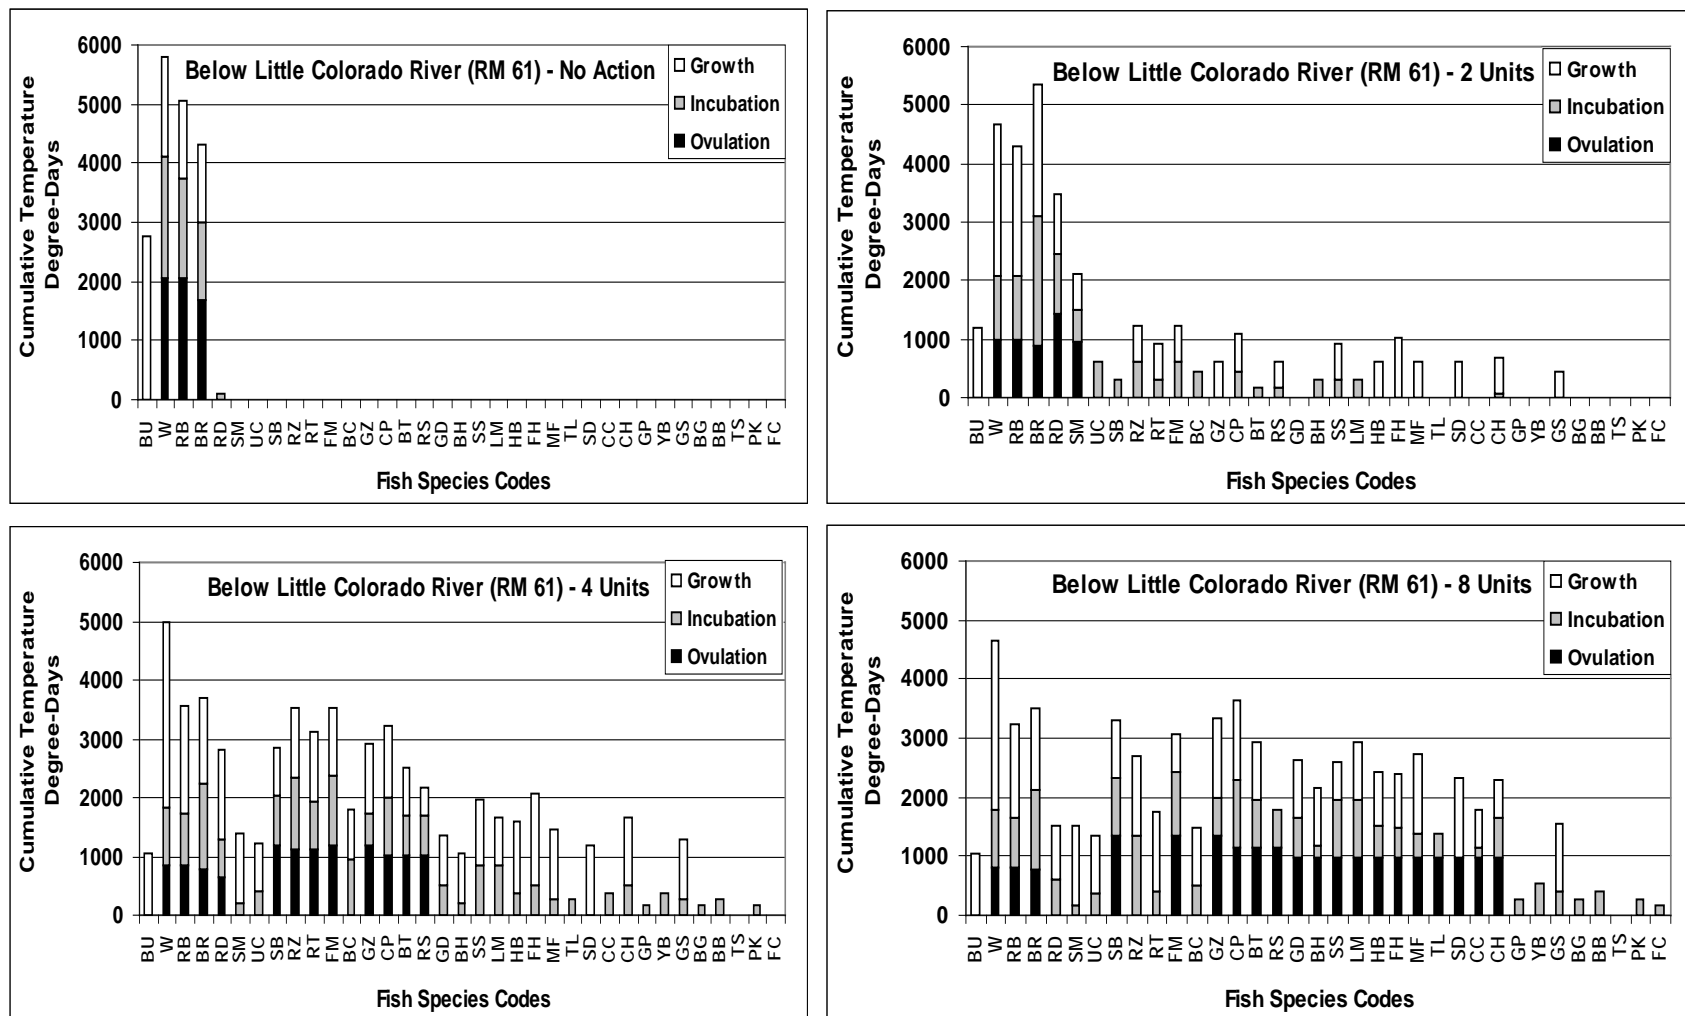 Below Little Colorado River (RM 61) - No Action
Growth
Incubation
Ovulation
Cumulative Temperature
Degree-Days
6000
5000
4000
3000
2000
1000
0
BU W RB BR RD SM UC SB RZ RT FM BC GZ CP BT RS GD BH SS LM HB FH MF TL SD CC CH GP YB GS BG BB TS PK FC
Fish Species Codes
Below Little Colorado River (RM 61) - 2 Units
Growth
Incubation
Ovulation
Cumulative Temperature
Degree-Days
6000
5000
4000
3000
2000
1000
0
BU W RB BR RD SM UC SB RZ RT FM BC GZ CP BT RS GD BH SS LM HB FH MF TL SD CC CH GP YB GS BG BB TS PK FC
Fish Species Codes
Below Little Colorado River (RM 61) - 4 Units
Growth
Incubation
Ovulation
Cumulative Temperature
Degree-Days
6000
5000
4000
3000
2000
1000
0
BU W RB BR RD SM UC SB RZ RT FM BC GZ CP BT RS GD BH SS LM HB FH MF TL SD CC CH GP YB GS BG BB TS PK FC
Fish Species Codes
Below Little Colorado River (RM 61) - 8 Units
Growth
Incubation
Ovulation
Cumulative Temperature
Degree-Days
6000
5000
4000
3000
2000
1000
0
BU W RB BR RD SM UC SB RZ RT FM BC GZ CP BT RS GD BH SS LM HB FH MF TL SD CC CH GP YB GS BG BB TS PK FC
Fish Species Codes